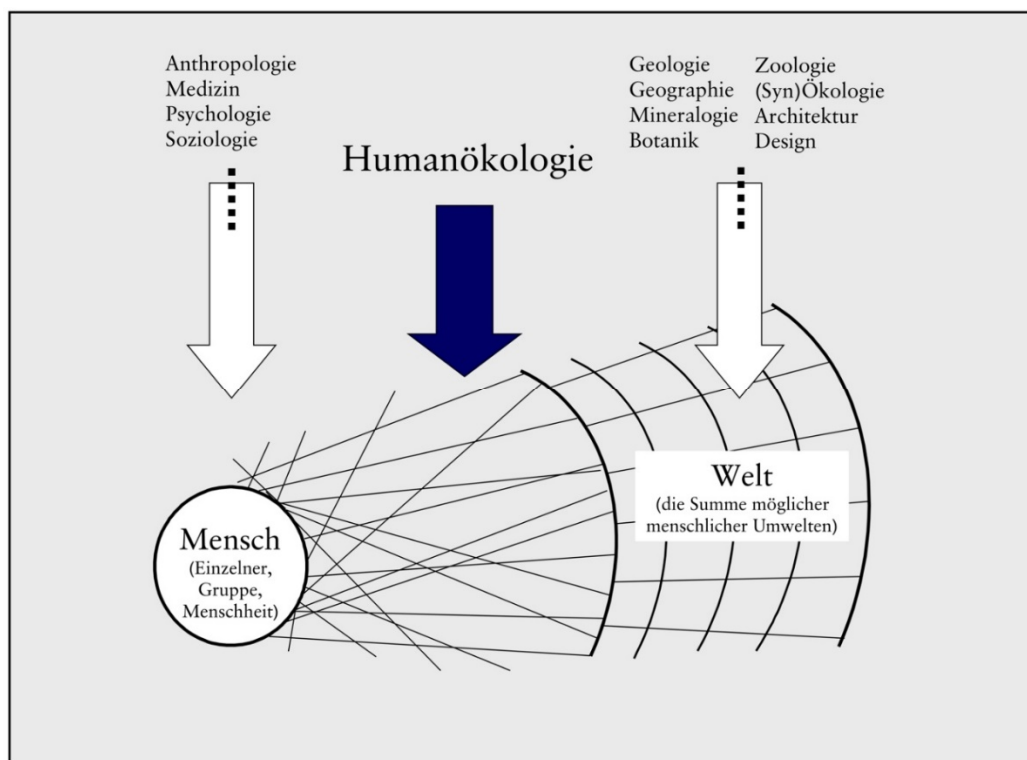 Anthropologie
Medizin
Psychologie
Soziologie
Humanökologie
Geologie
Geographie
Mineralogie
Botanik
Zoologie
(Syn)Ökologie
Architektur
Design
Mensch
(Einzelner,
Gruppe,
Menschheit)
Welt
(die Summe möglicher
menschlicher Umwelten)